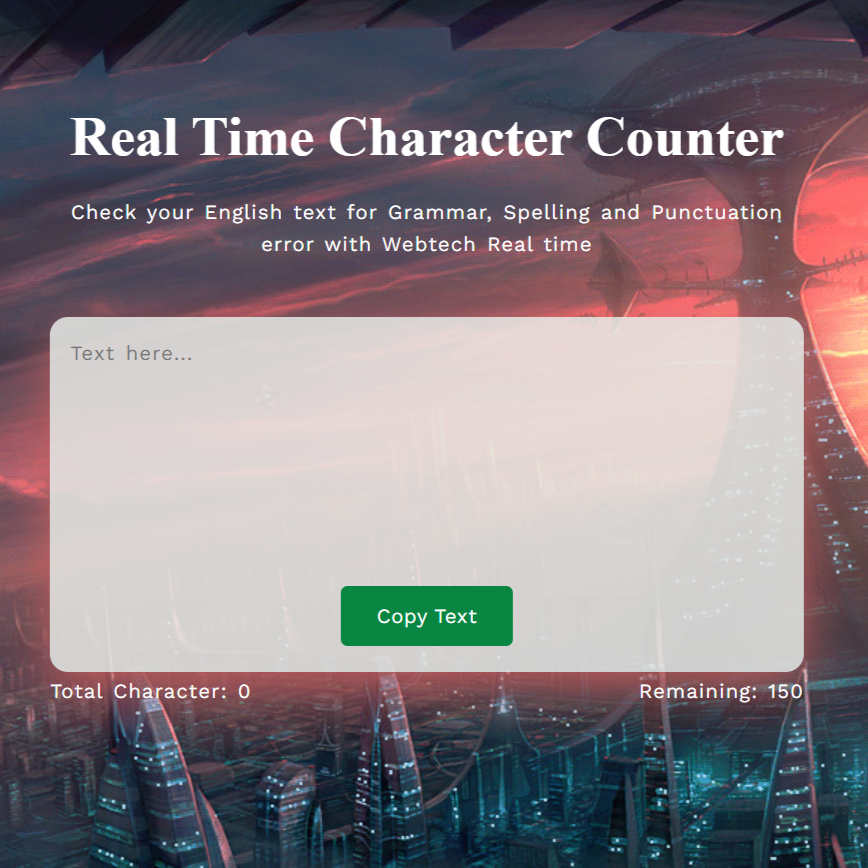 Real Time Character Counter
Check your English text for Grammar, Spelling and Punctuation
error with Webtech Real time
Text here...
Copy Text
Total Character: 0
Remaining: 150